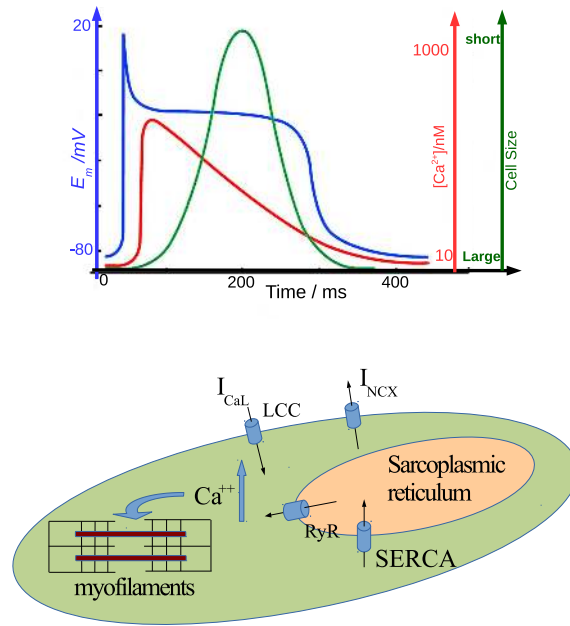 20
E_m /mV
-80
0
200
400
Time / ms
1000
[Ca²⁺]/nM
10
short
Cell Size
Large
I_CaL
LCC
I_NCX
Sarcoplasmic
reticulum
Ca⁺⁺
RyR
SERCA
myofilaments